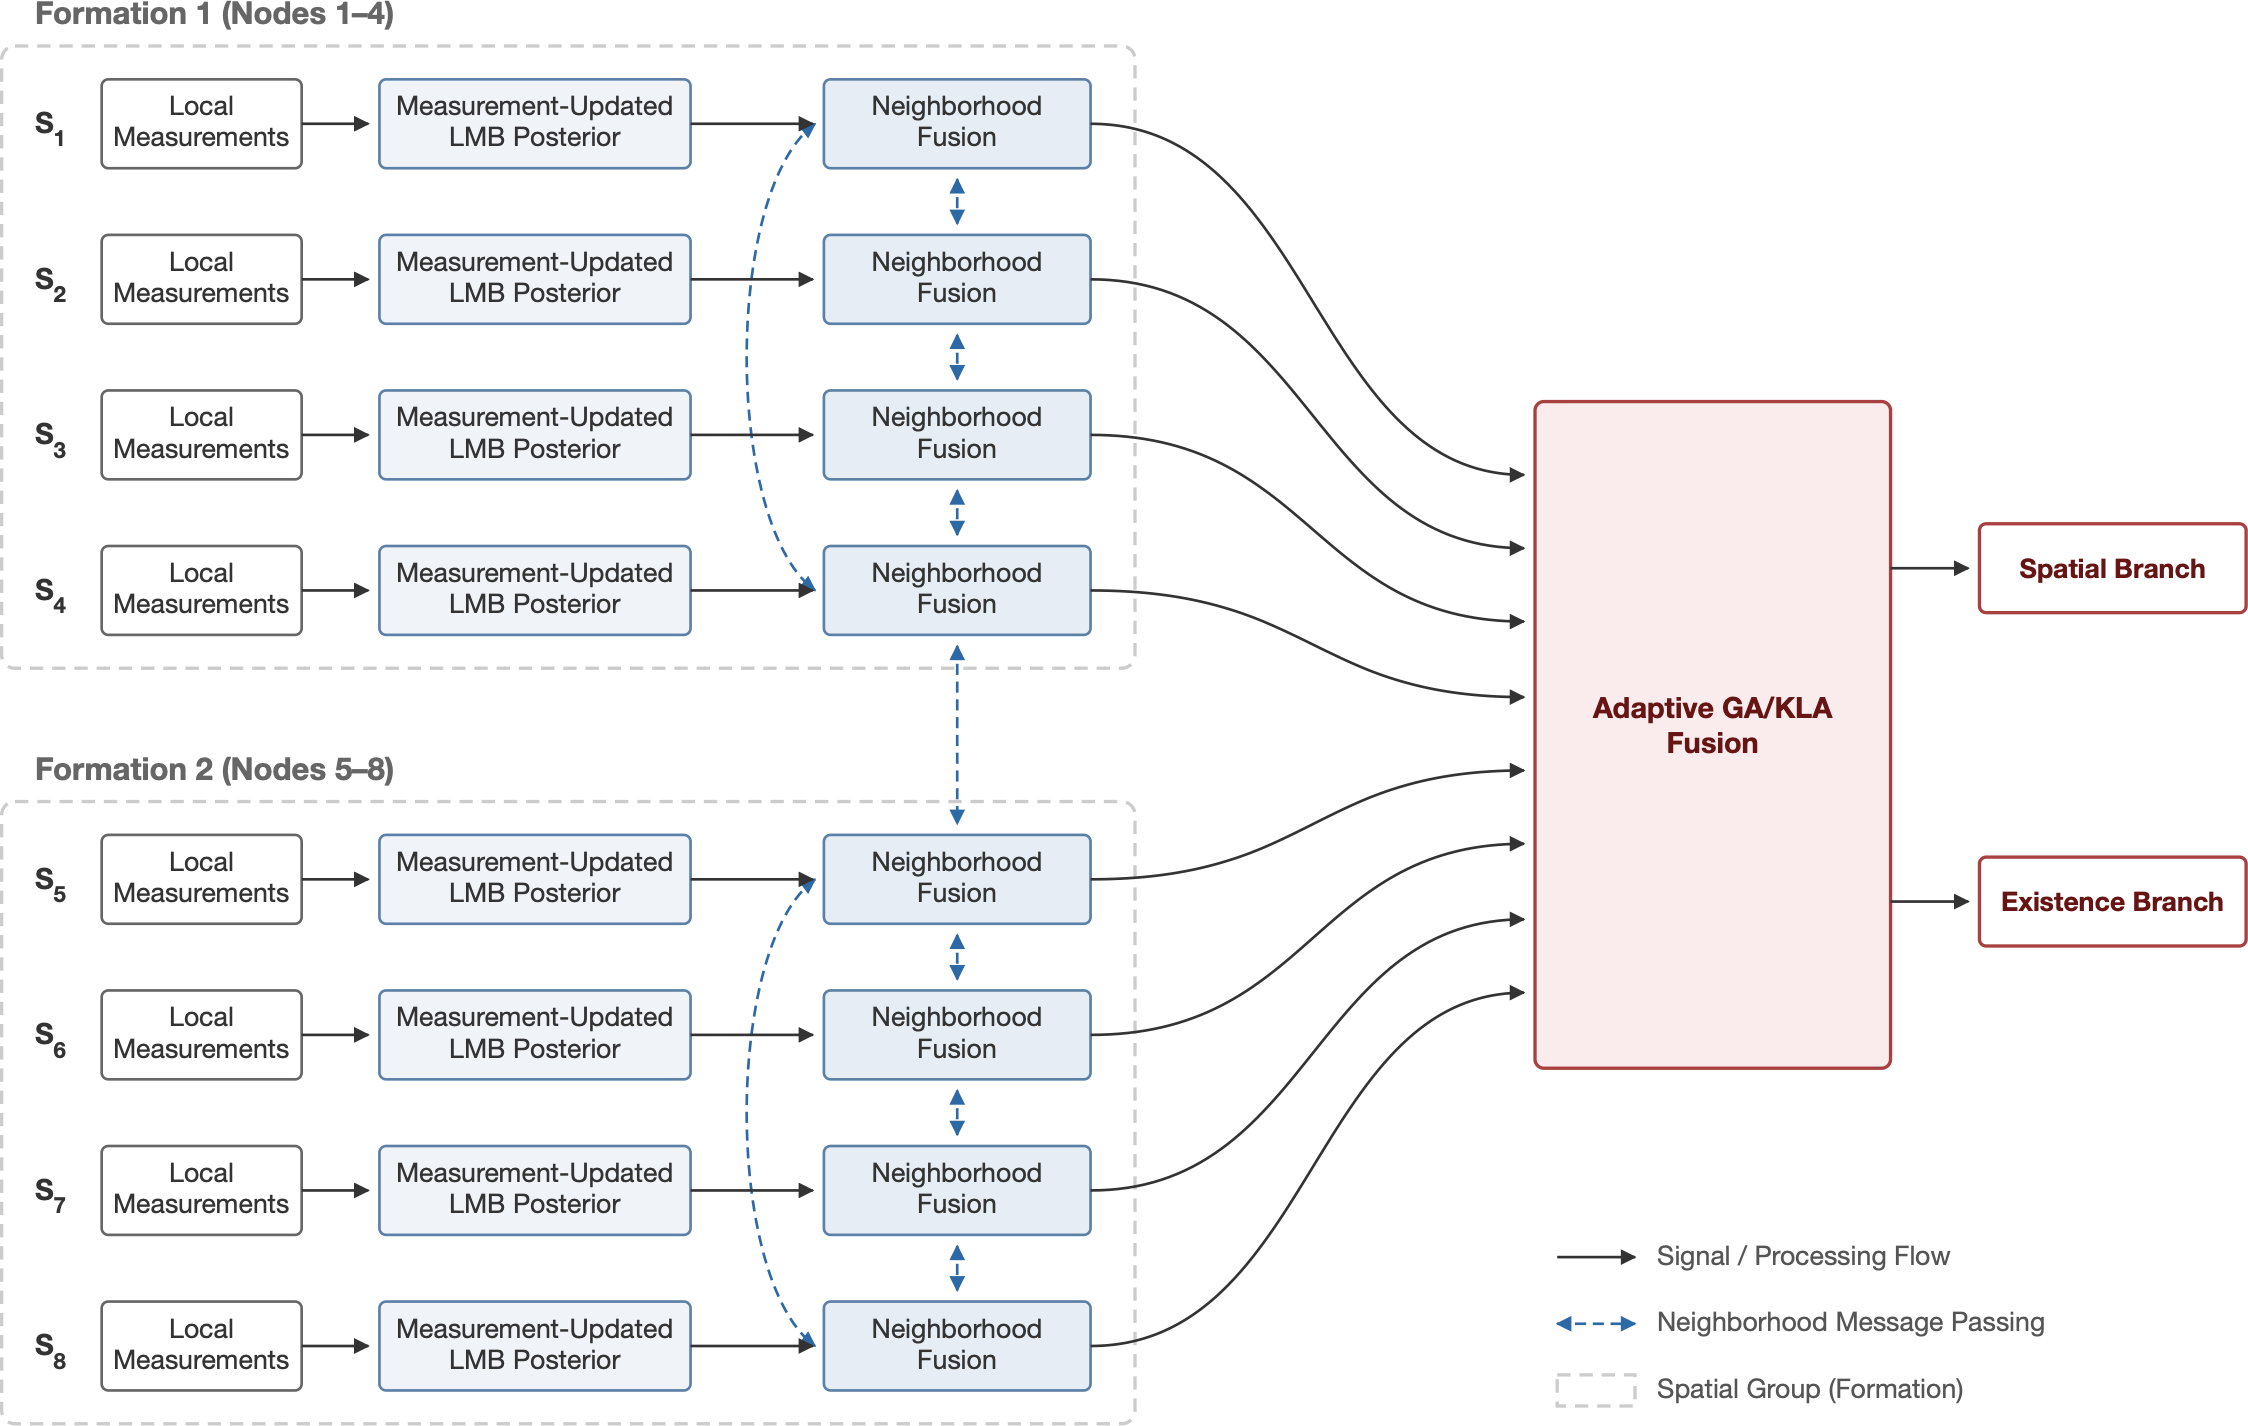 Formation 1 (Nodes 1–4)
S1
Local
Measurements
Measurement-Updated
LMB Posterior
Neighborhood
Fusion
S2
Local
Measurements
Measurement-Updated
LMB Posterior
Neighborhood
Fusion
S3
Local
Measurements
Measurement-Updated
LMB Posterior
Neighborhood
Fusion
S4
Local
Measurements
Measurement-Updated
LMB Posterior
Neighborhood
Fusion
Formation 2 (Nodes 5–8)
S5
Local
Measurements
Measurement-Updated
LMB Posterior
Neighborhood
Fusion
S6
Local
Measurements
Measurement-Updated
LMB Posterior
Neighborhood
Fusion
S7
Local
Measurements
Measurement-Updated
LMB Posterior
Neighborhood
Fusion
S8
Local
Measurements
Measurement-Updated
LMB Posterior
Neighborhood
Fusion
Adaptive GA/KLA
Fusion
Spatial Branch
Existence Branch
Signal / Processing Flow
Neighborhood Message Passing
Spatial Group (Formation)